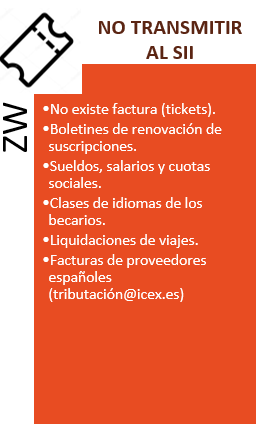 NO TRANSMITIR
AL SII
ZW
•No existe factura (tickets).
•Boletines de renovación de
suscripciones.
•Sueldos, salarios y cuotas
sociales.
•Clases de idiomas de los
becarios.
•Liquidaciones de viajes.
•Facturas de proveedores
españoles
(tributación@icex.es)